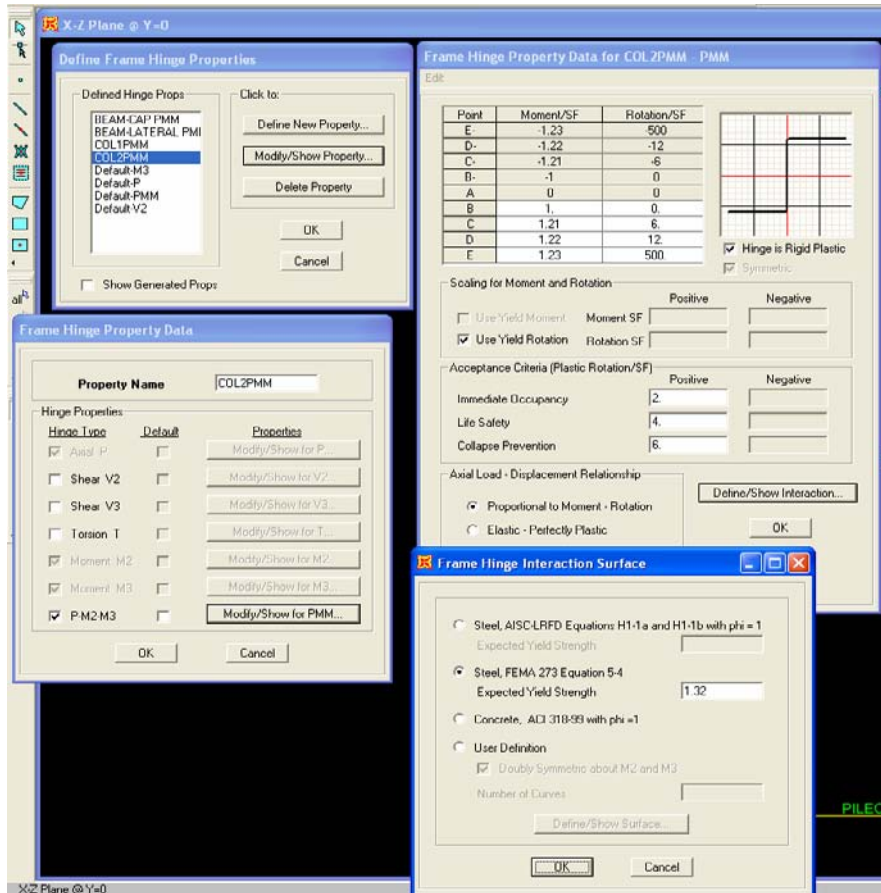 X-Z Plane @ Y=0
Define Frame Hinge Properties
Defined Hinge Props
BEAM-CAP PMM
BEAM-LATERAL PMI
COL1PMM
COL2PMM
Default-M3
Default-P
Default-PMM
Default-V2
Click to:
Define New Property...
Modify/Show Property...
Delete Property
OK
Cancel
Show Generated Props
Frame Hinge Property Data for COL2PMM - PMM
Edit
Point Moment/SF Rotation/SF
E- -1.23 -500
D- -1.22 -12
C- -1.21 -6
B- -1 0
A 0 0
B 1. 0.
C 1.21 6.
D 1.22 12.
E 1.23 500.
Hinge is Rigid Plastic
Symmetric
Scaling for Moment and Rotation
Positive Negative
Use Yield Moment Moment SF
Use Yield Rotation Rotation SF
Acceptance Criteria (Plastic Rotation/SF)
Positive Negative
Immediate Occupancy 2.
Life Safety 4.
Collapse Prevention 6.
Axial Load - Displacement Relationship
Proportional to Moment - Rotation
Elastic - Perfectly Plastic
Define/Show Interaction...
OK
Frame Hinge Property Data
Property Name COL2PMM
Hinge Properties
Hinge Type Default Properties
Axial P Modify/Show for P...
Shear V2 Modify/Show for V2...
Shear V3 Modify/Show for V3...
Torsion T Modify/Show for T...
Moment M2 Modify/Show for M2...
Moment M3 Modify/Show for M3...
P-M2-M3 Modify/Show for PMM...
OK Cancel
Frame Hinge Interaction Surface
Steel, AISC-LRFD Equations H1-1a and H1-1b with phi = 1
Expected Yield Strength
Steel, FEMA 273 Equation 5-4
Expected Yield Strength 1.32
Concrete, ACI 318-99 with phi =1
User Definition
Doubly Symmetric about M2 and M3
Number of Curves
Define/Show Surface...
OK Cancel
PILEC
all
X-Z Plane @ Y=0